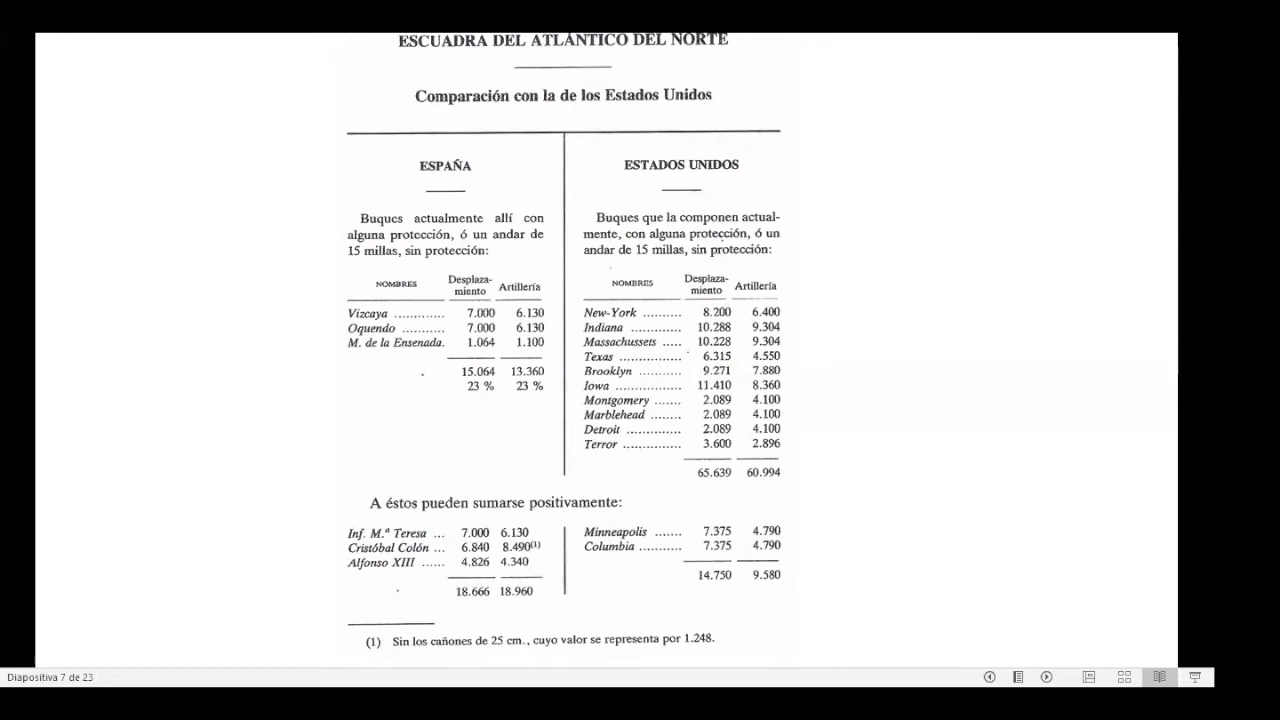 ESCUADRA DEL ATLÁNTICO DEL NORTE
Comparación con la de los Estados Unidos
ESPAÑA
Buques actualmente allí con
alguna protección, ó un andar de
15 millas, sin protección:
NOMBRES Desplaza-
miento Artillería
Vizcaya ............. 7.000 6.130
Oquendo ........... 7.000 6.130
M. de la Ensenada. 1.064 1.100
15.064 13.360
23 % 23 %
ESTADOS UNIDOS
Buques que la componen actual-
mente, con alguna protección, ó un
andar de 15 millas, sin protección:
NOMBRES Desplaza-
miento Artillería
New-York .......... 8.200 6.400
Indiana ............. 10.288 9.304
Massachussets ..... 10.228 9.304
Texas ................ 6.315 4.550
Brooklyn ........... 9.271 7.880
Iowa ................. 11.410 8.360
Montgomery ....... 2.089 4.100
Marblehead ........ 2.089 4.100
Detroit .............. 2.089 4.100
Terror ............... 3.600 2.896
65.639 60.994
A éstos pueden sumarse positivamente:
Inf. M.ª Teresa ... 7.000 6.130
Cristóbal Colón ... 6.840 8.490(1)
Alfonso XIII ...... 4.826 4.340
18.666 18.960
Minneapolis ....... 7.375 4.790
Columbia ........... 7.375 4.790
14.750 9.580
(1) Sin los cañones de 25 cm., cuyo valor se representa por 1.248.
Diapositiva 7 de 23